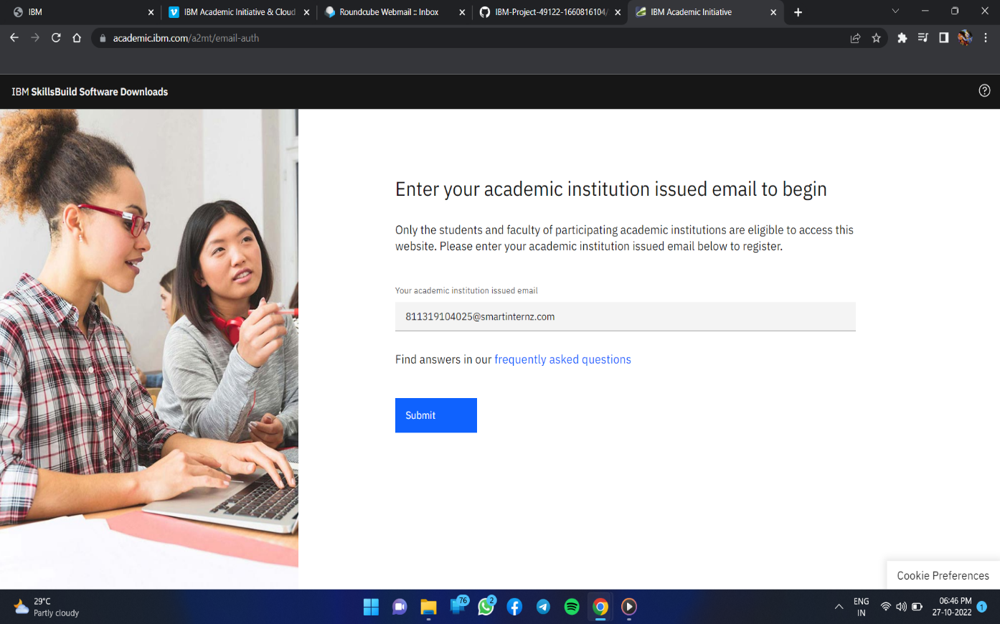 IBM
IBM Academic Initiative & Cloud
Roundcube Webmail :: Inbox
IBM-Project-49122-1660816104/
IBM Academic Initiative
academic.ibm.com/a2mt/email-auth
IBM SkillsBuild Software Downloads
Enter your academic institution issued email to begin
Only the students and faculty of participating academic institutions are eligible to access this
website. Please enter your academic institution issued email below to register.
Your academic institution issued email
811319104025@smartinternz.com
Find answers in our frequently asked questions
Submit
Cookie Preferences
29°C
Partly cloudy
76
2
ENG
IN
06:46 PM
27-10-2022
1